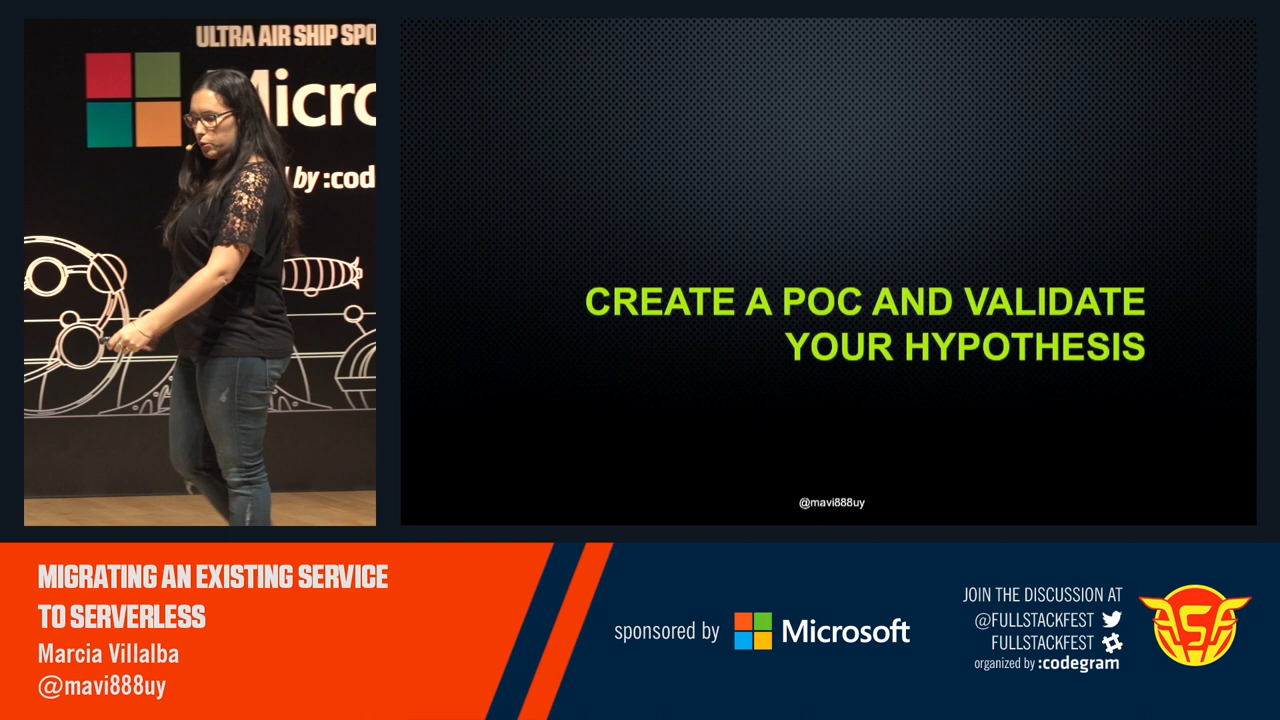 ULTRA AIR SHIP SPO
Micro
by :cod
CREATE A POC AND VALIDATE
YOUR HYPOTHESIS
@mavi888uy
MIGRATING AN EXISTING SERVICE
TO SERVERLESS
Marcia Villalba
@mavi888uy
sponsored by Microsoft
JOIN THE DISCUSSION AT
@FULLSTACKFEST
FULLSTACKFEST
organized by :codegram
FSF